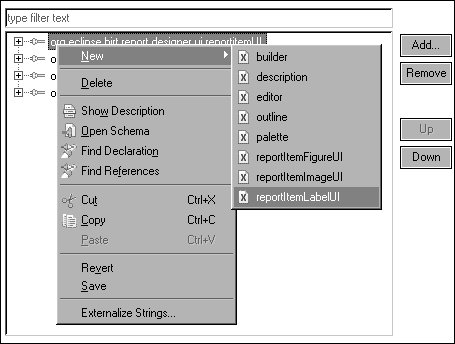 type filter text
org.eclipse.birt.report.designer.ui.reportitemUI
Add...
Remove
Up
Down
New
Delete
Show Description
Open Schema
Find Declaration
Find References
Cut Ctrl+X
Copy Ctrl+C
Paste Ctrl+V
Revert
Save
Externalize Strings...
builder
description
editor
outline
palette
reportItemFigureUI
reportItemImageUI
reportItemLabelUI